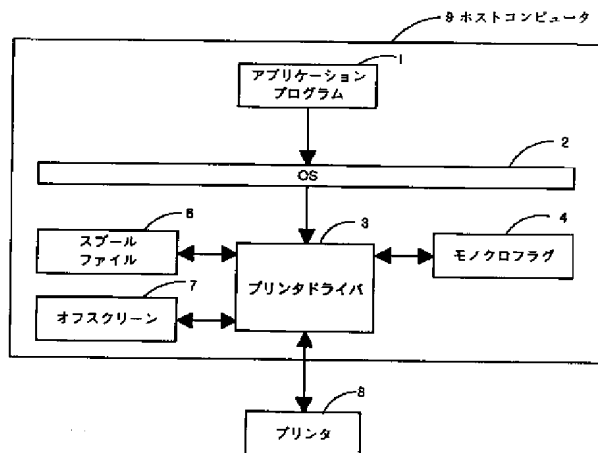 9 ホストコンピュータ
1
アプリケーション
プログラム
2
OS
6
3
4
スプール
ファイル
モノクロフラグ
プリンタドライバ
7
オフスクリーン
8
プリンタ